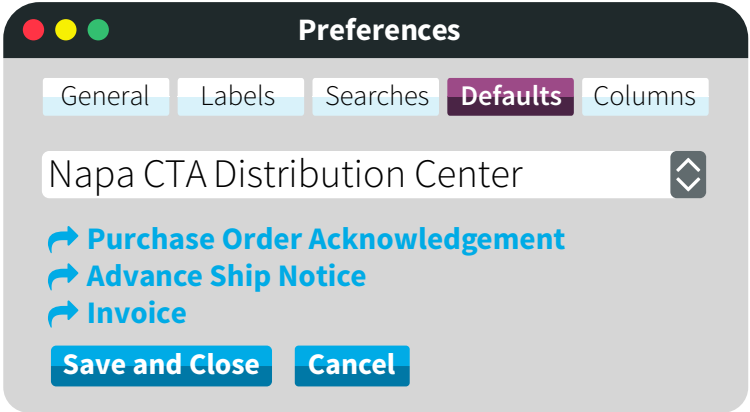 Preferences
General Labels Searches Defaults Columns
Napa CTA Distribution Center
Purchase Order Acknowledgement
Advance Ship Notice
Invoice
Save and Close Cancel